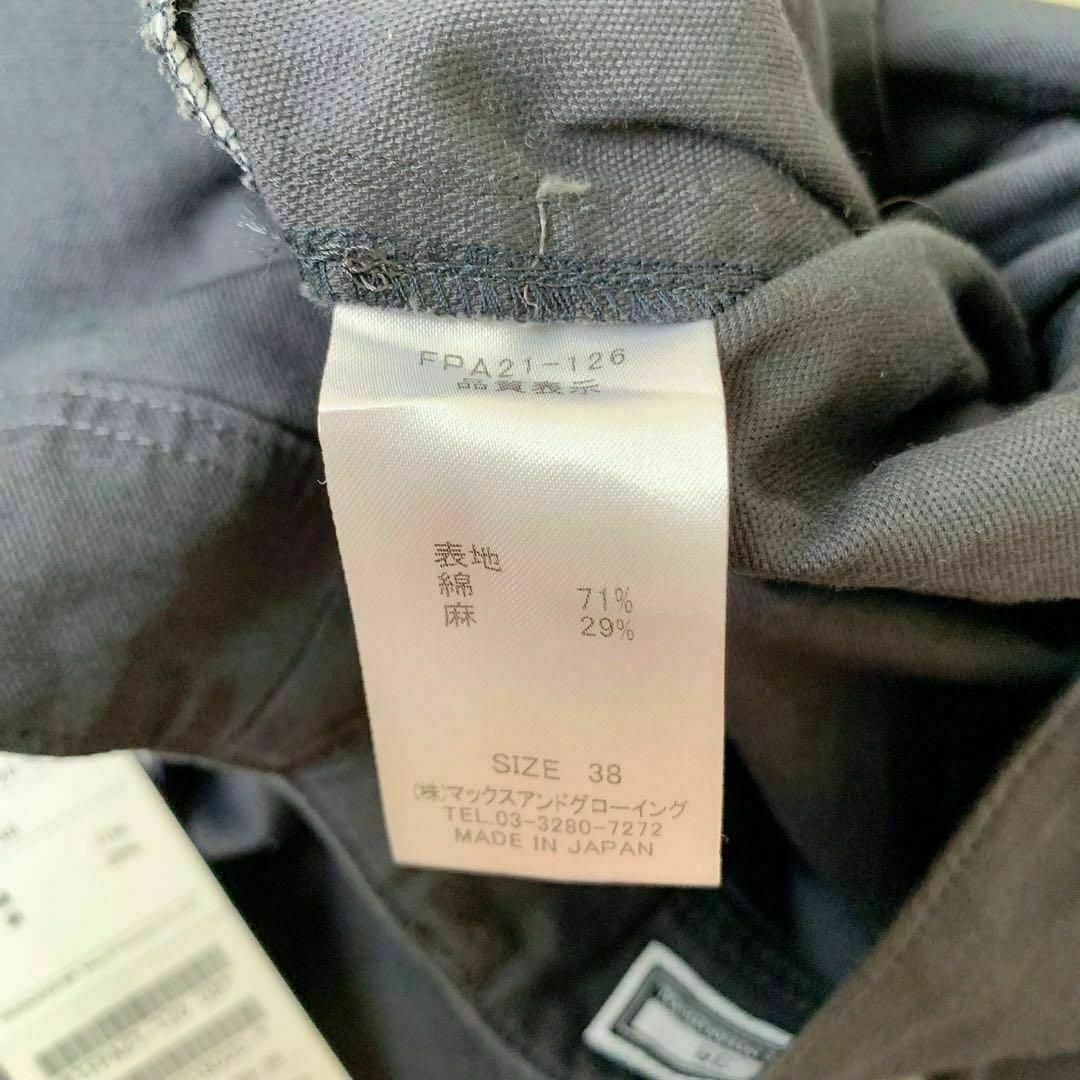 FPA21-126
品質表示
表地
綿 71%
麻 29%
SIZE 38
(株)マックスアンドグローイング
TEL.03-3280-7272
MADE IN JAPAN